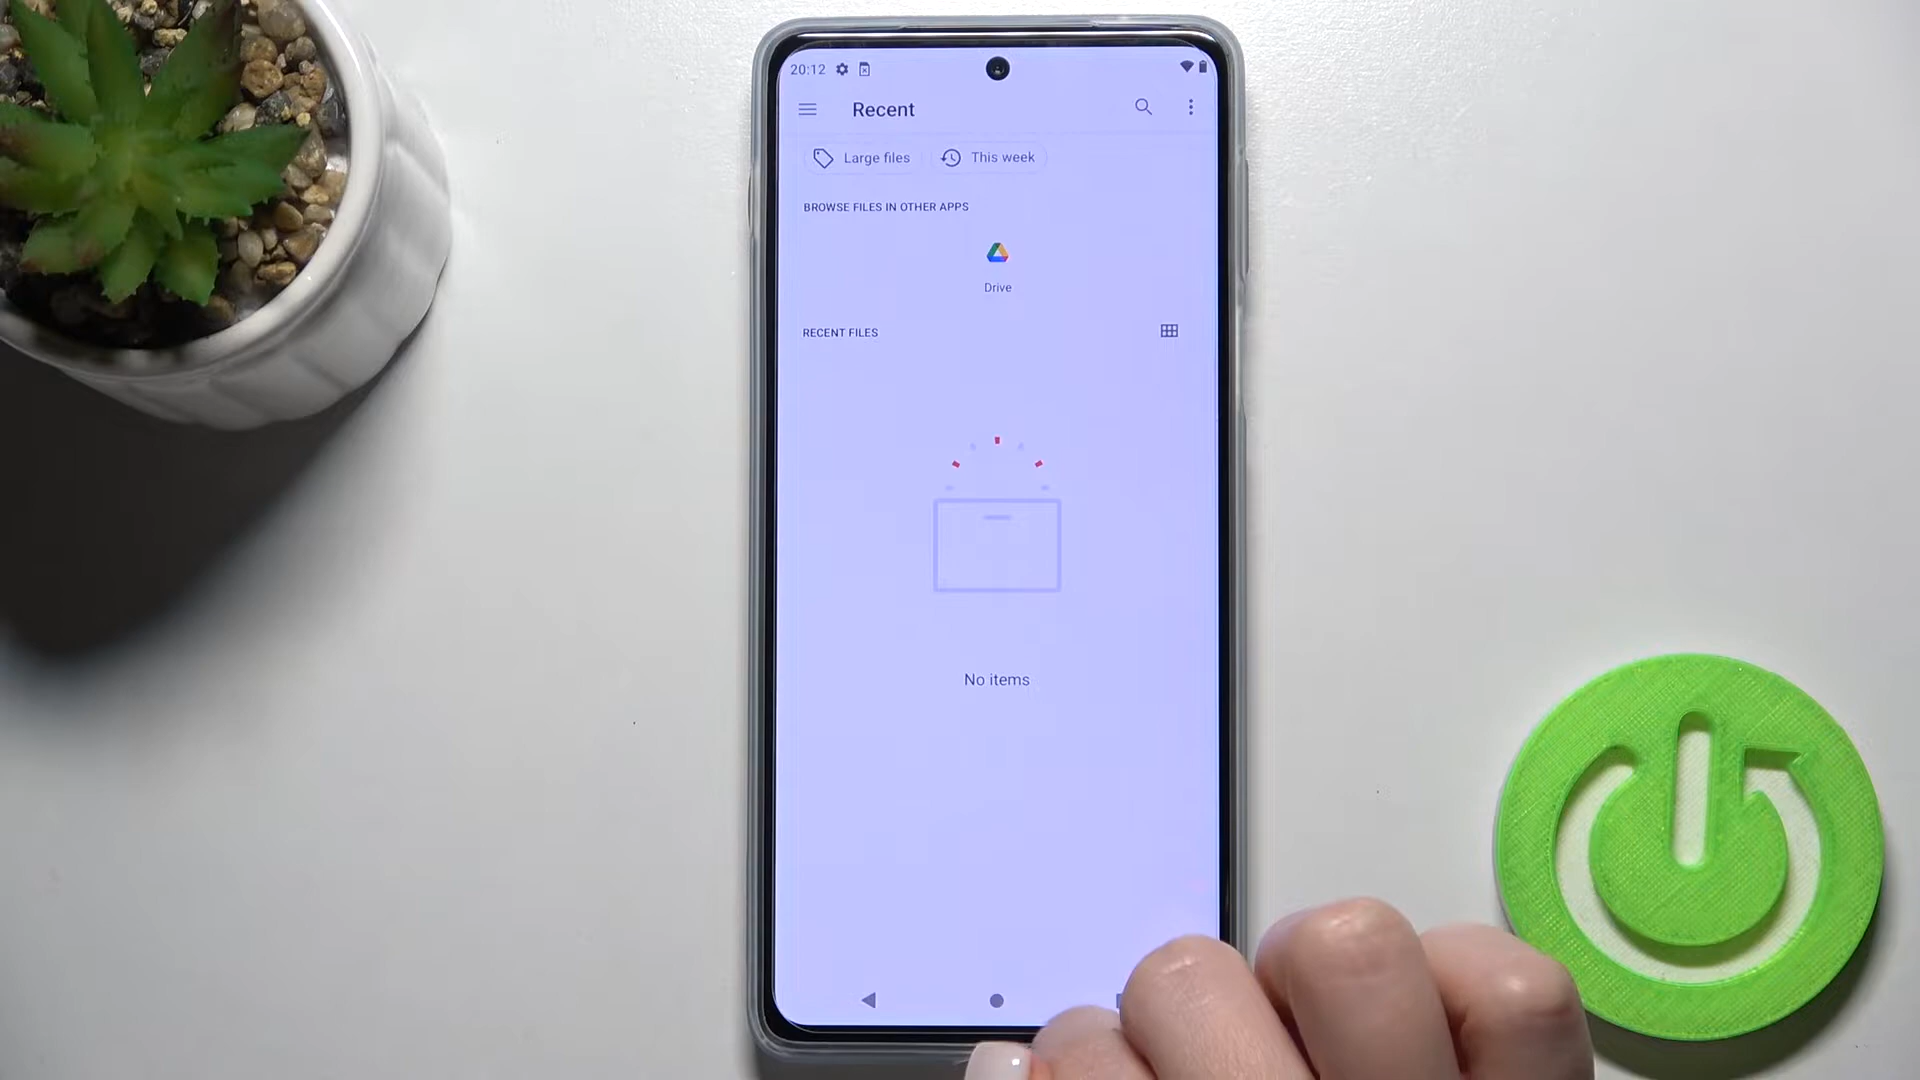 20:12
Recent
Large files
This week
BROWSE FILES IN OTHER APPS
Drive
RECENT FILES
No items